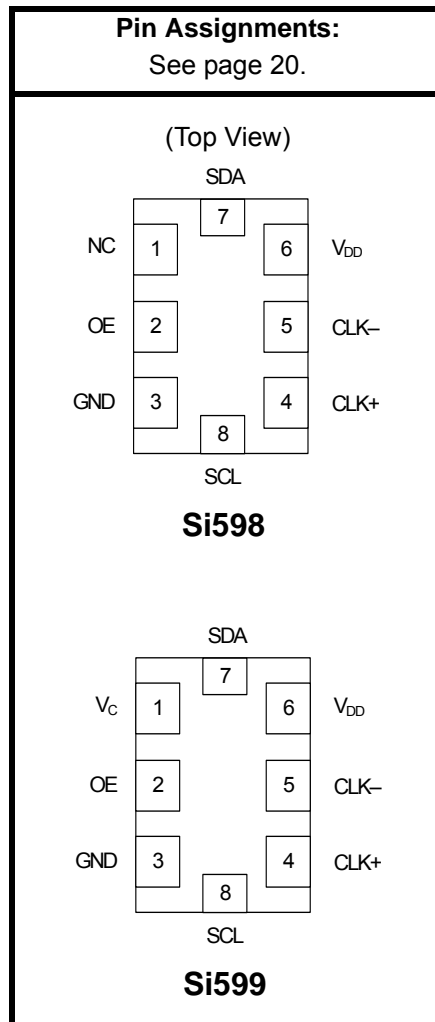 Pin Assignments:
See page 20.
(Top View)
SDA
7
NC 1 6 VDD
OE 2 5 CLK–
GND 3 4 CLK+
8
SCL
Si598
SDA
7
VC 1 6 VDD
OE 2 5 CLK–
GND 3 4 CLK+
8
SCL
Si599